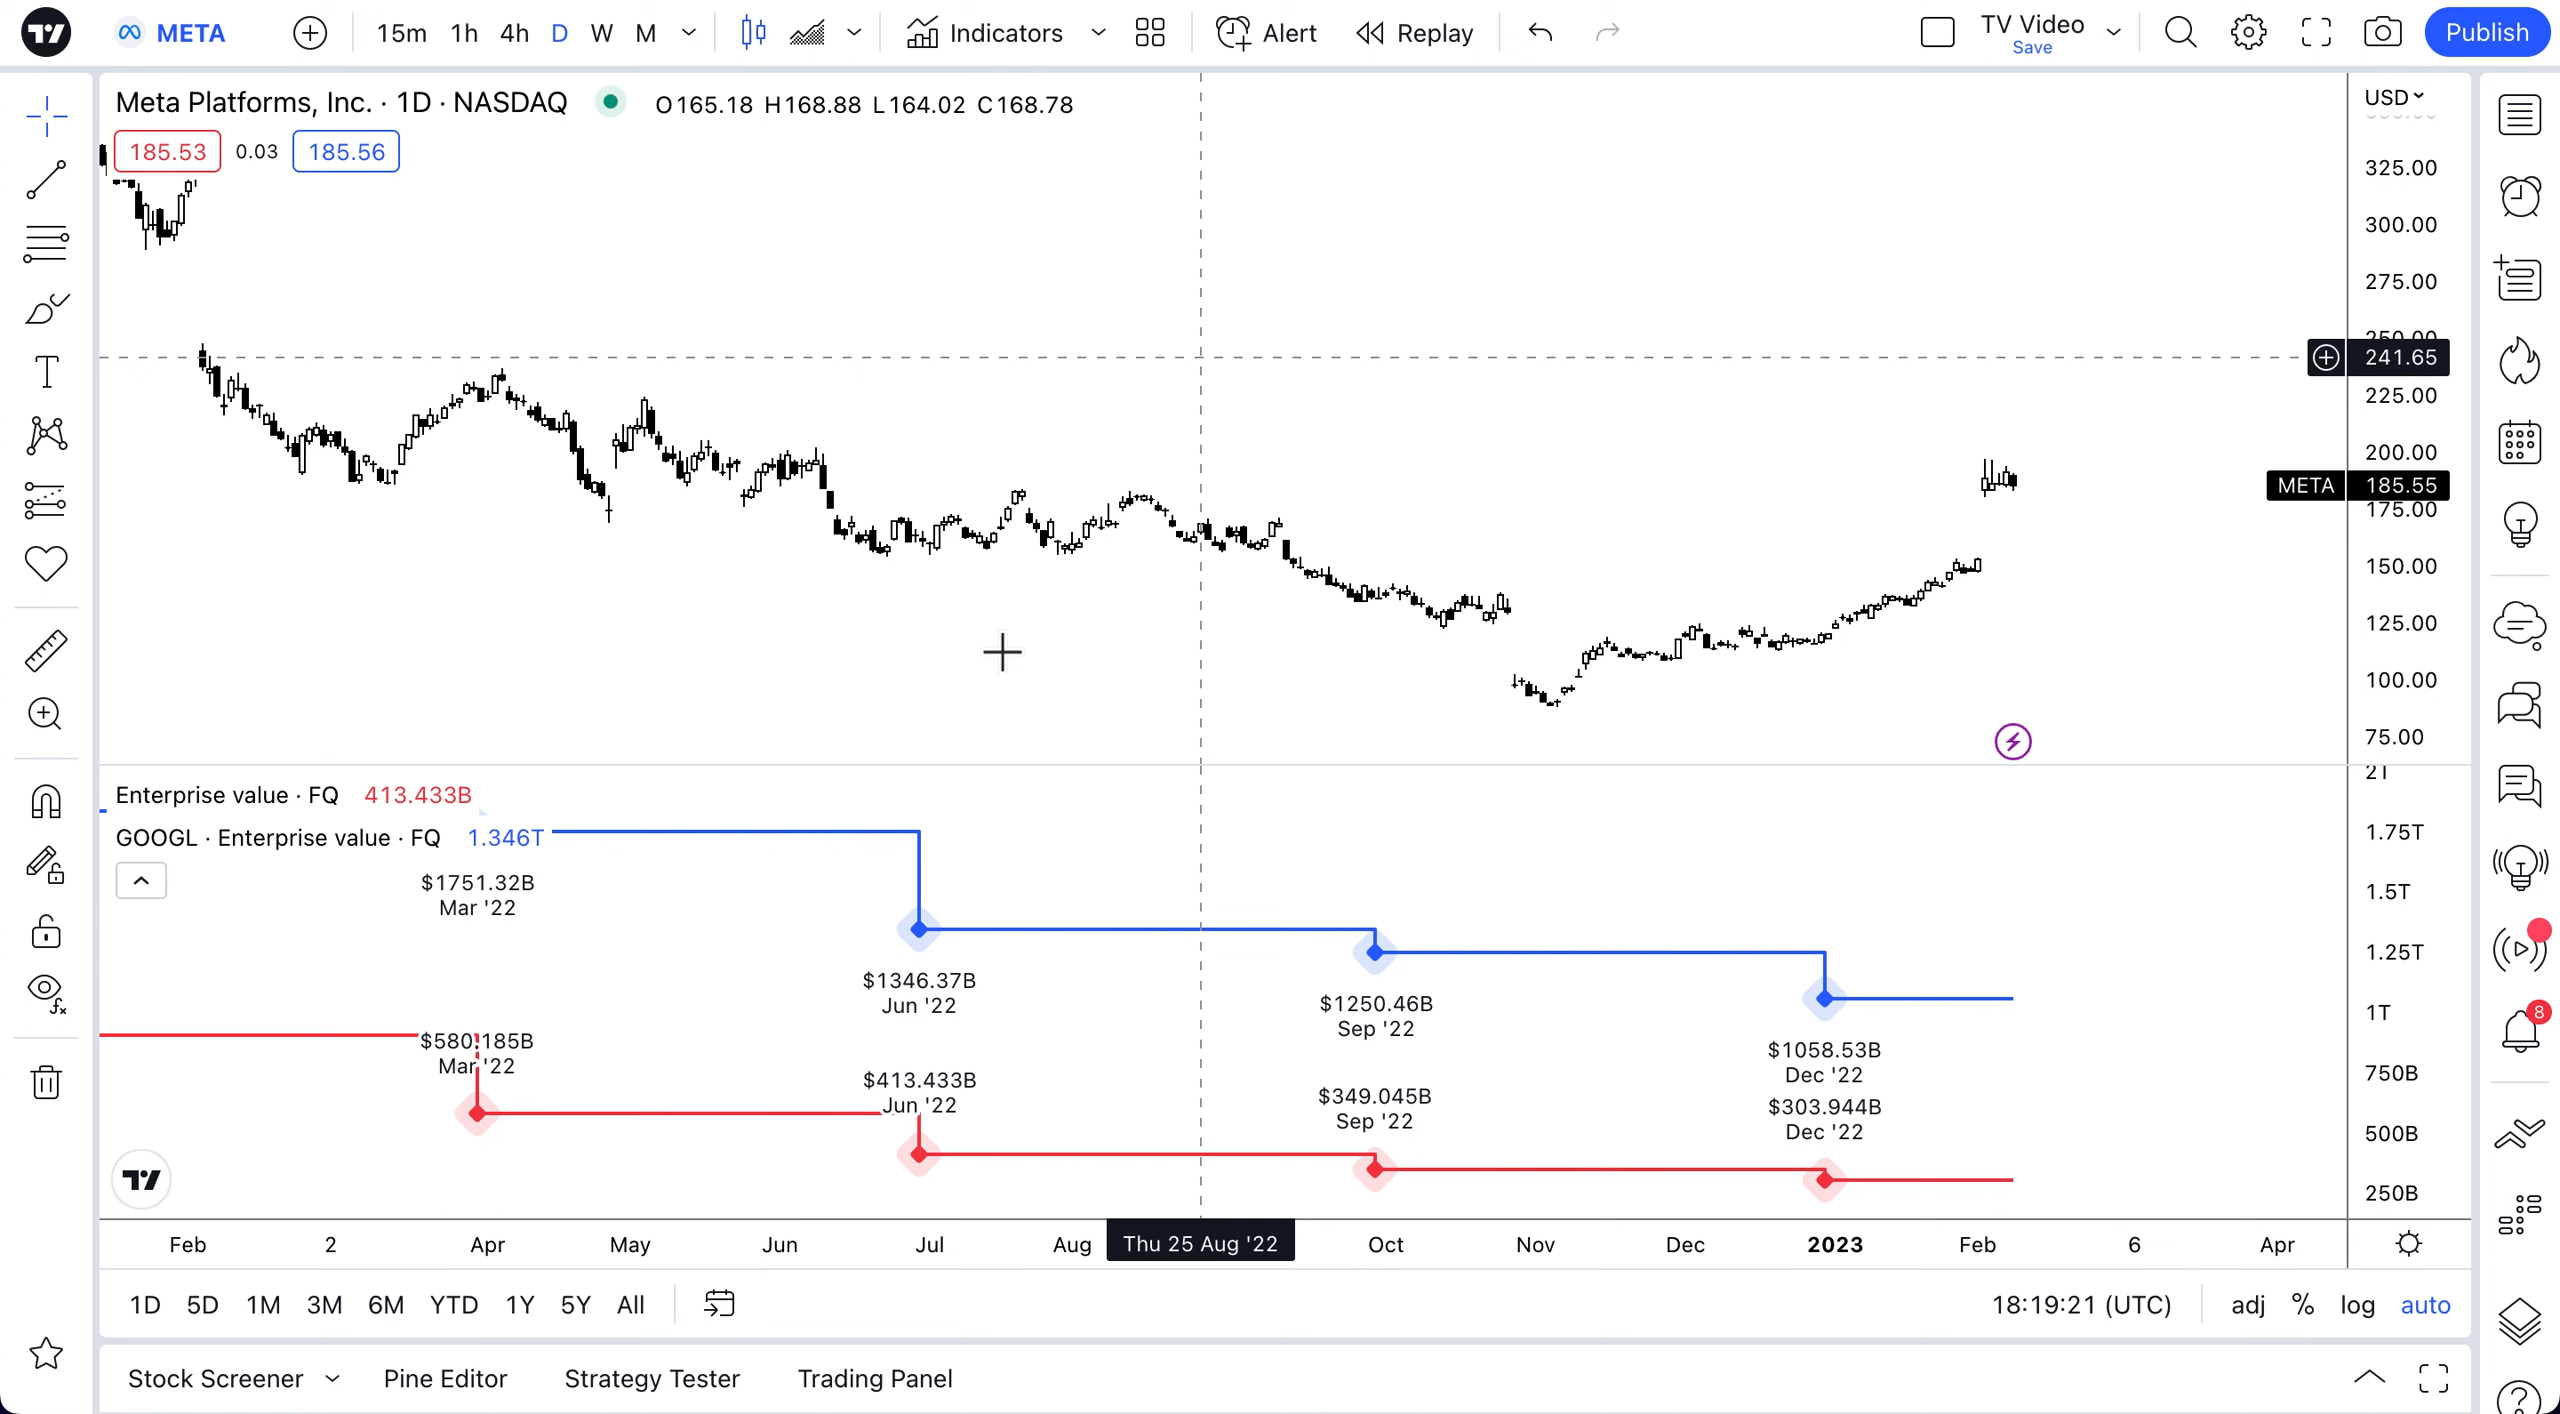 META
15m 1h 4h D W M
Indicators
Alert
Replay
TV Video
Save
Publish
Meta Platforms, Inc. · 1D · NASDAQ
O165.18 H168.88 L164.02 C168.78
185.53 0.03 185.56
USD
325.00
300.00
275.00
250.00
241.65
225.00
200.00
META 185.55
175.00
150.00
125.00
100.00
75.00
Enterprise value · FQ 413.433B
GOOGL · Enterprise value · FQ 1.346T
$1751.32B
Mar '22
$1346.37B
Jun '22
$1250.46B
Sep '22
$1058.53B
Dec '22
$580.185B
Mar '22
$413.433B
Jun '22
$349.045B
Sep '22
$303.944B
Dec '22
2T
1.75T
1.5T
1.25T
1T
750B
500B
250B
8
Feb 2 Apr May Jun Jul Aug Thu 25 Aug '22 Oct Nov Dec 2023 Feb 6 Apr
1D 5D 1M 3M 6M YTD 1Y 5Y All
18:19:21 (UTC) adj % log auto
Stock Screener Pine Editor Strategy Tester Trading Panel